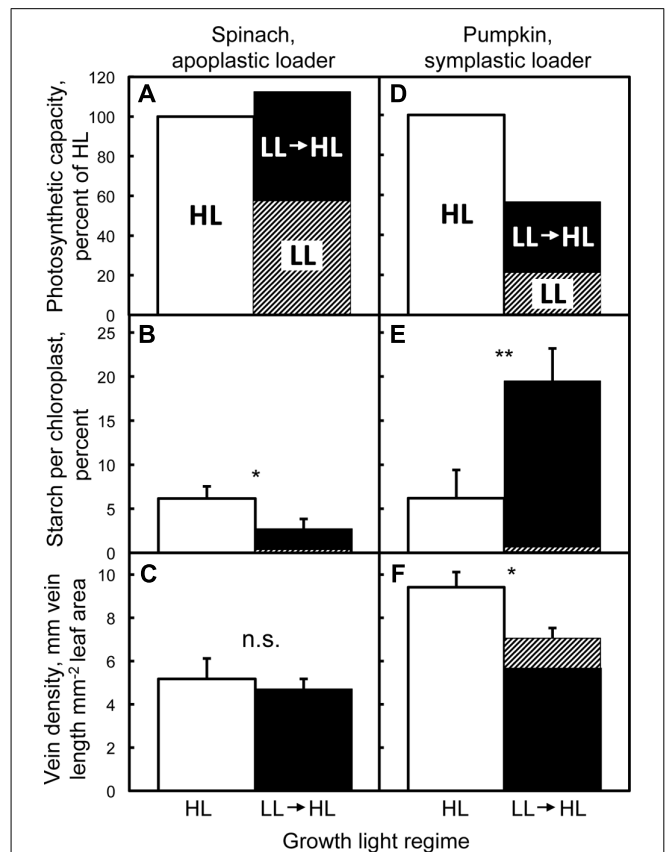 Spinach,
apoplastic loader
Pumpkin,
symplastic loader
Photosynthetic capacity,
percent of HL
120
100
80
60
40
20
0
A
HL
LL→HL
LL
D
HL
LL→HL
LL
Starch per chloroplast,
percent
25
20
15
10
5
0
B
*
E
**
Vein density, mm vein
length mm-2 leaf area
10
8
6
4
2
0
C
n.s.
F
*
HL LL→HL HL LL→HL
Growth light regime